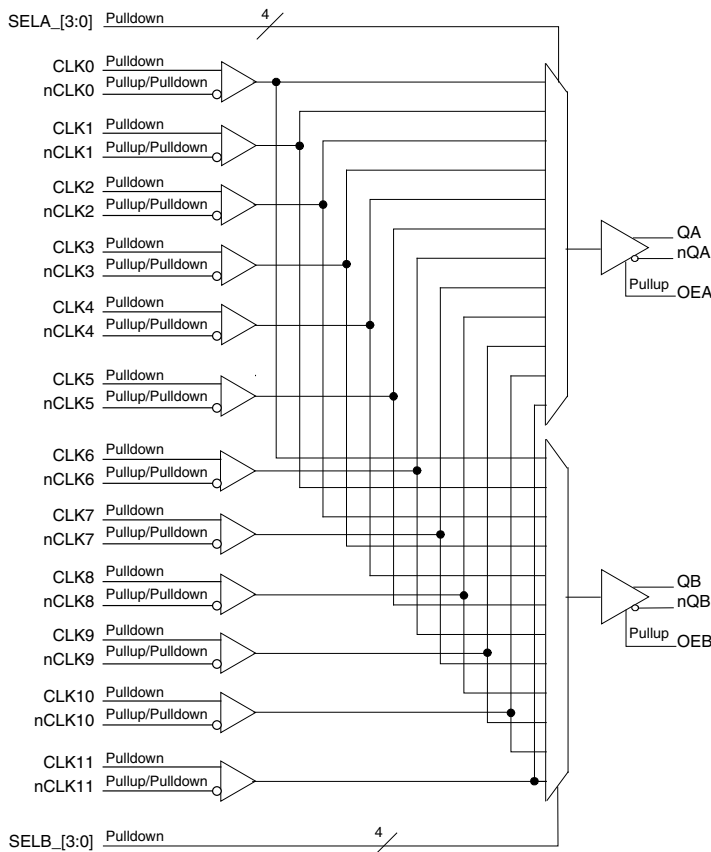 SELA_[3:0] Pulldown 4
CLK0 Pulldown
nCLK0 Pullup/Pulldown
CLK1 Pulldown
nCLK1 Pullup/Pulldown
CLK2 Pulldown
nCLK2 Pullup/Pulldown
CLK3 Pulldown
nCLK3 Pullup/Pulldown
CLK4 Pulldown
nCLK4 Pullup/Pulldown
CLK5 Pulldown
nCLK5 Pullup/Pulldown
CLK6 Pulldown
nCLK6 Pullup/Pulldown
CLK7 Pulldown
nCLK7 Pullup/Pulldown
CLK8 Pulldown
nCLK8 Pullup/Pulldown
CLK9 Pulldown
nCLK9 Pullup/Pulldown
CLK10 Pulldown
nCLK10 Pullup/Pulldown
CLK11 Pulldown
nCLK11 Pullup/Pulldown
SELB_[3:0] Pulldown 4
QA
nQA
Pullup OEA
QB
nQB
Pullup OEB